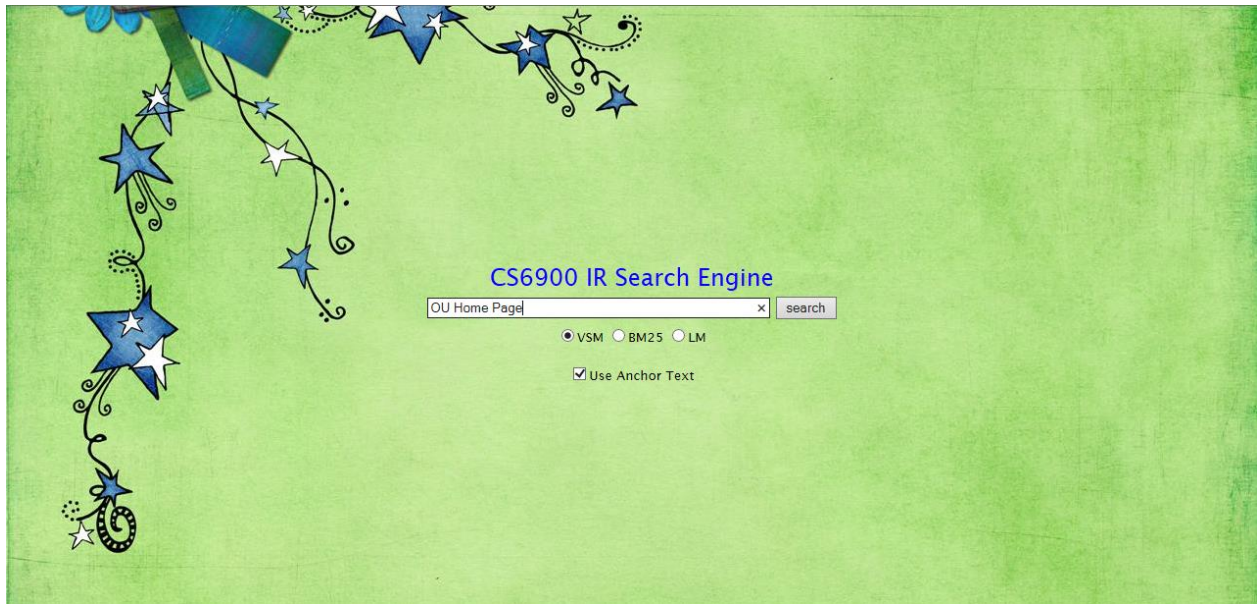 CS6900 IR Search Engine
OU Home Page × search
VSM BM25 LM
Use Anchor Text